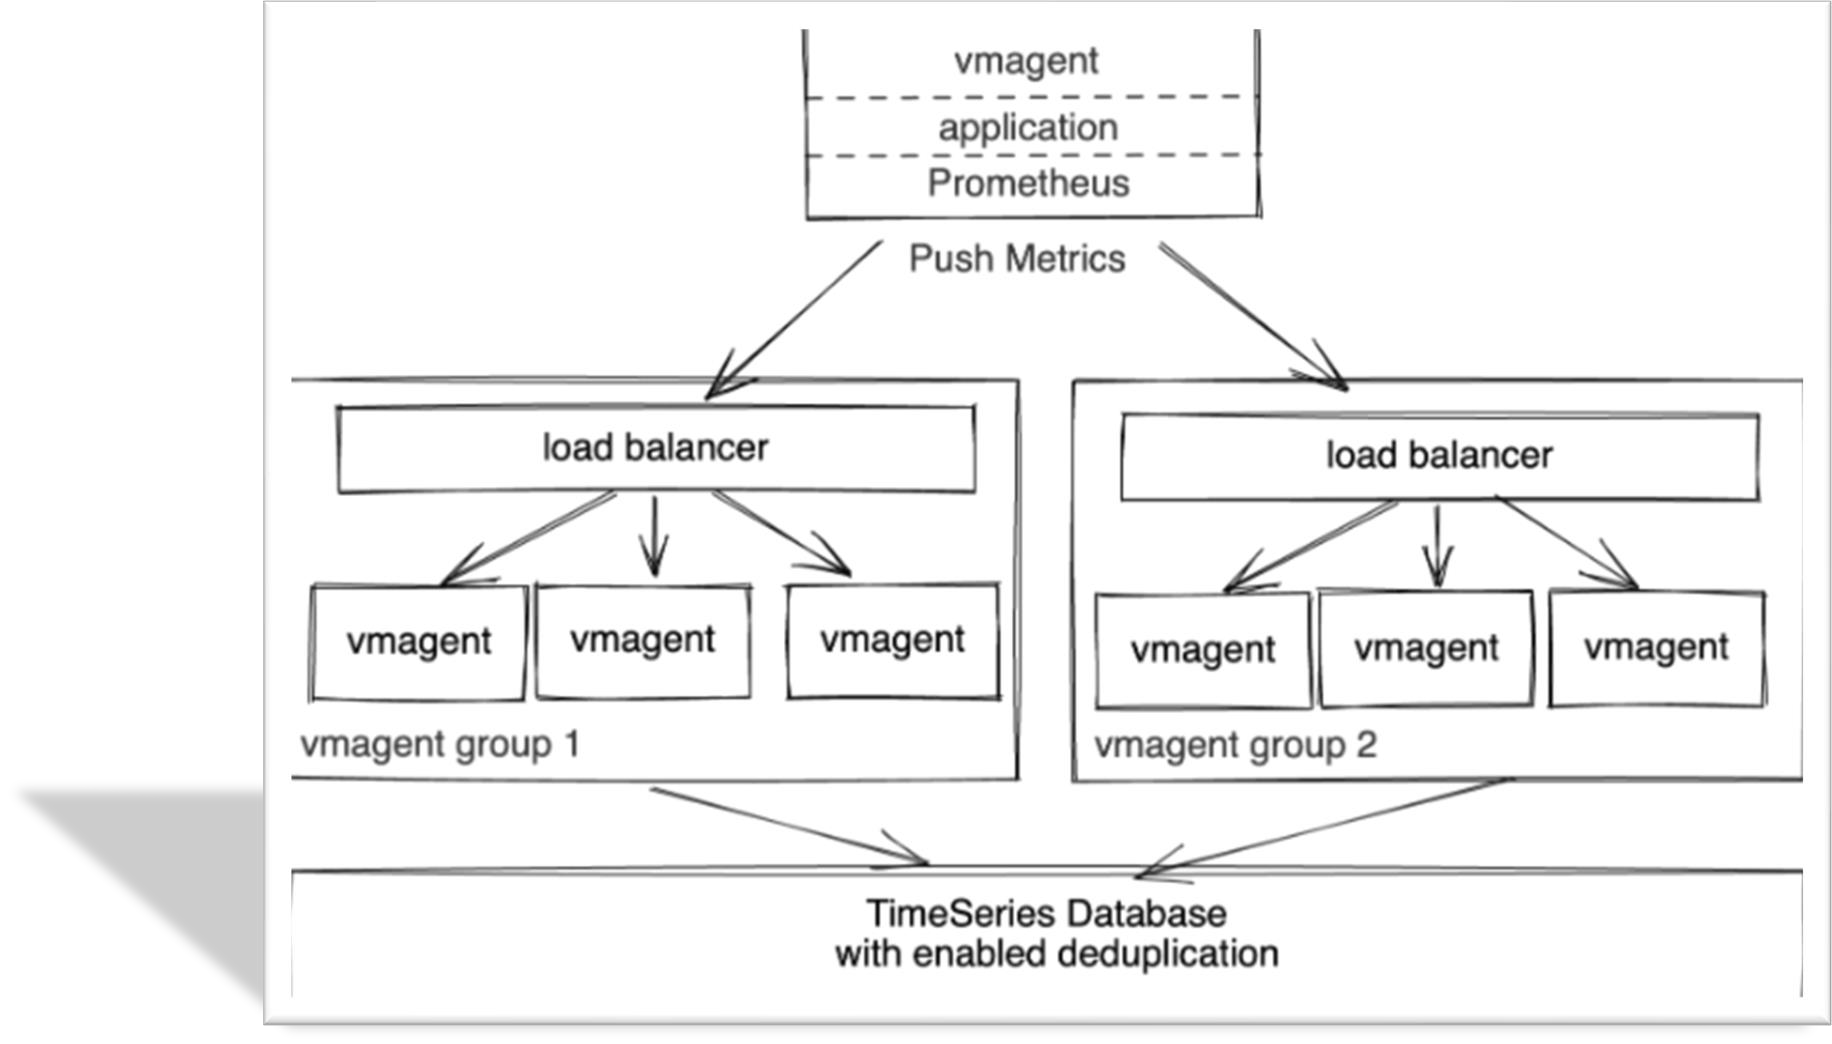 vmagent
application
Prometheus
Push Metrics
load balancer
vmagent vmagent vmagent
vmagent group 1
load balancer
vmagent vmagent vmagent
vmagent group 2
TimeSeries Database
with enabled deduplication